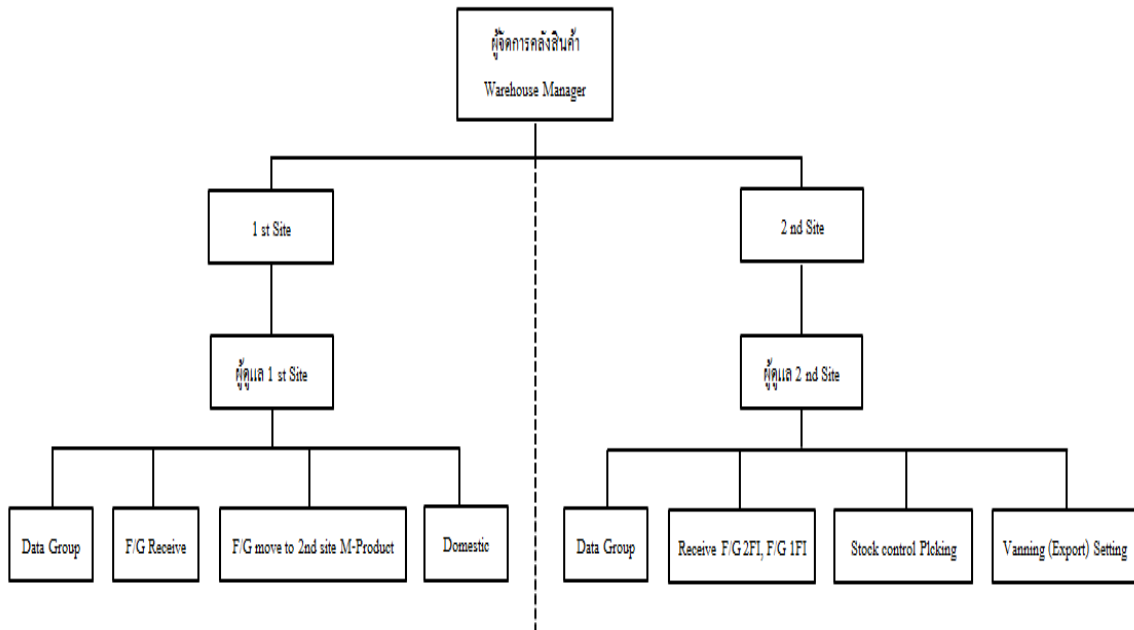 ผู้จัดการคลังสินค้า
Warehouse Manager
1 st Site
2 nd Site
ผู้ดูแล 1 st Site
ผู้ดูแล 2 nd Site
Data Group
F/G Receive
F/G move to 2nd site M-Product
Domestic
Data Group
Receive F/G 2FI, F/G 1FI
Stock control Plcking
Vanning (Export) Setting